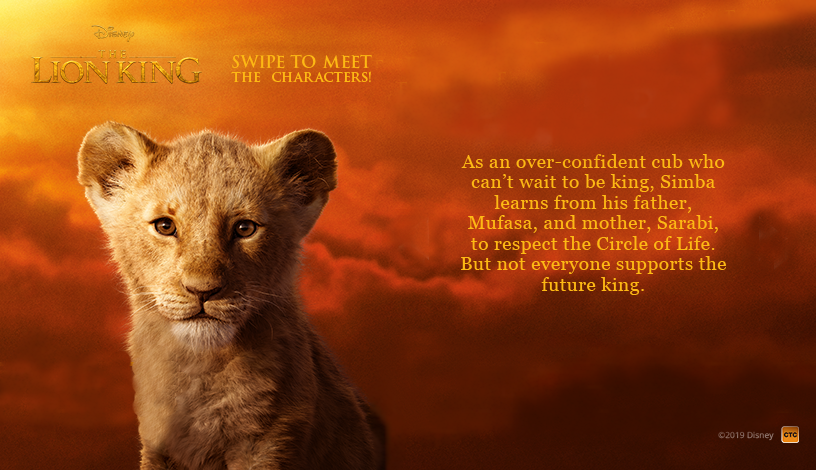 Disney
THE
LION KING
SWIPE TO MEET
THE CHARACTERS!
As an over-confident cub who
can't wait to be king, Simba
learns from his father,
Mufasa, and mother, Sarabi,
to respect the Circle of Life.
But not everyone supports the
future king.
©2019 Disney
CTC